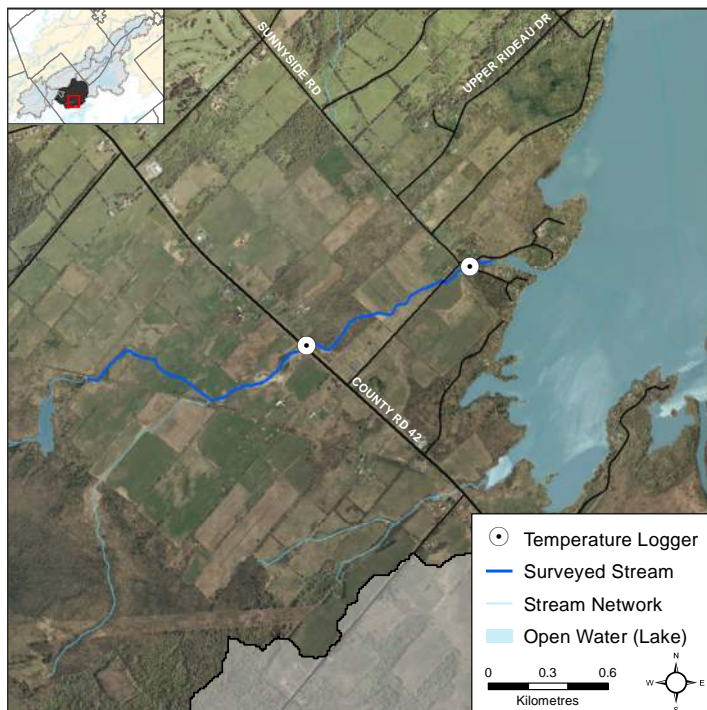 SUNNYSIDE RD
UPPER RIDEAU DR
COUNTY RD 42
Temperature Logger
Surveyed Stream
Stream Network
Open Water (Lake)
0 0.3 0.6
Kilometres
N
W E
S